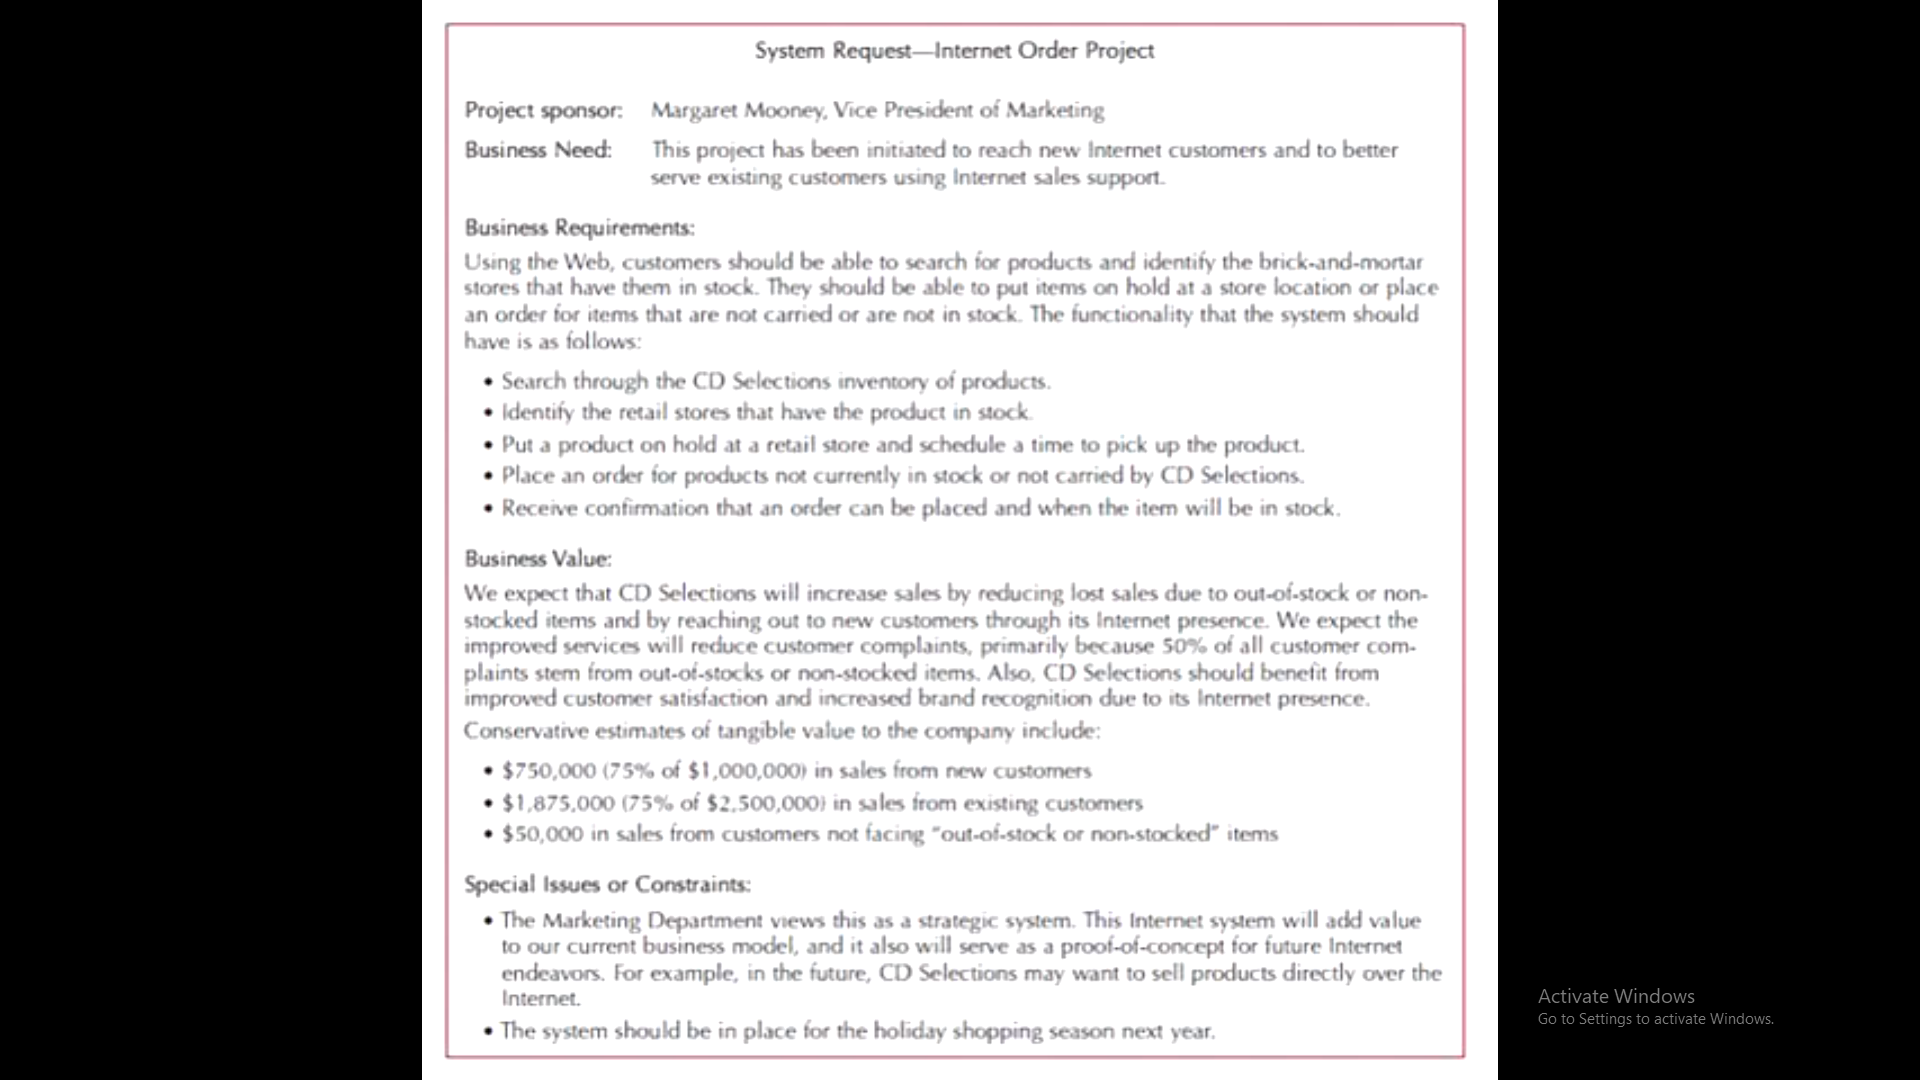 System Request—Internet Order Project
Project sponsor: Margaret Mooney, Vice President of Marketing
Business Need: This project has been initiated to reach new Internet customers and to better
serve existing customers using Internet sales support.
Business Requirements:
Using the Web, customers should be able to search for products and identify the brick-and-mortar
stores that have them in stock. They should be able to put items on hold at a store location or place
an order for items that are not carried or are not in stock. The functionality that the system should
have is as follows:
• Search through the CD Selections inventory of products.
• Identify the retail stores that have the product in stock.
• Put a product on hold at a retail store and schedule a time to pick up the product.
• Place an order for products not currently in stock or not carried by CD Selections.
• Receive confirmation that an order can be placed and when the item will be in stock.
Business Value:
We expect that CD Selections will increase sales by reducing lost sales due to out-of-stock or non-
stocked items and by reaching out to new customers through its Internet presence. We expect the
improved services will reduce customer complaints, primarily because 50% of all customer com-
plaints stem from out-of-stocks or non-stocked items. Also, CD Selections should benefit from
improved customer satisfaction and increased brand recognition due to its Internet presence.
Conservative estimates of tangible value to the company include:
• $750,000 (75% of $1,000,000) in sales from new customers
• $1,875,000 (75% of $2,500,000) in sales from existing customers
• $50,000 in sales from customers not facing "out-of-stock or non-stocked" items
Special Issues or Constraints:
• The Marketing Department views this as a strategic system. This Internet system will add value
to our current business model, and it also will serve as a proof-of-concept for future Internet
endeavors. For example, in the future, CD Selections may want to sell products directly over the
Internet.
• The system should be in place for the holiday shopping season next year.
Activate Windows
Go to Settings to activate Windows.